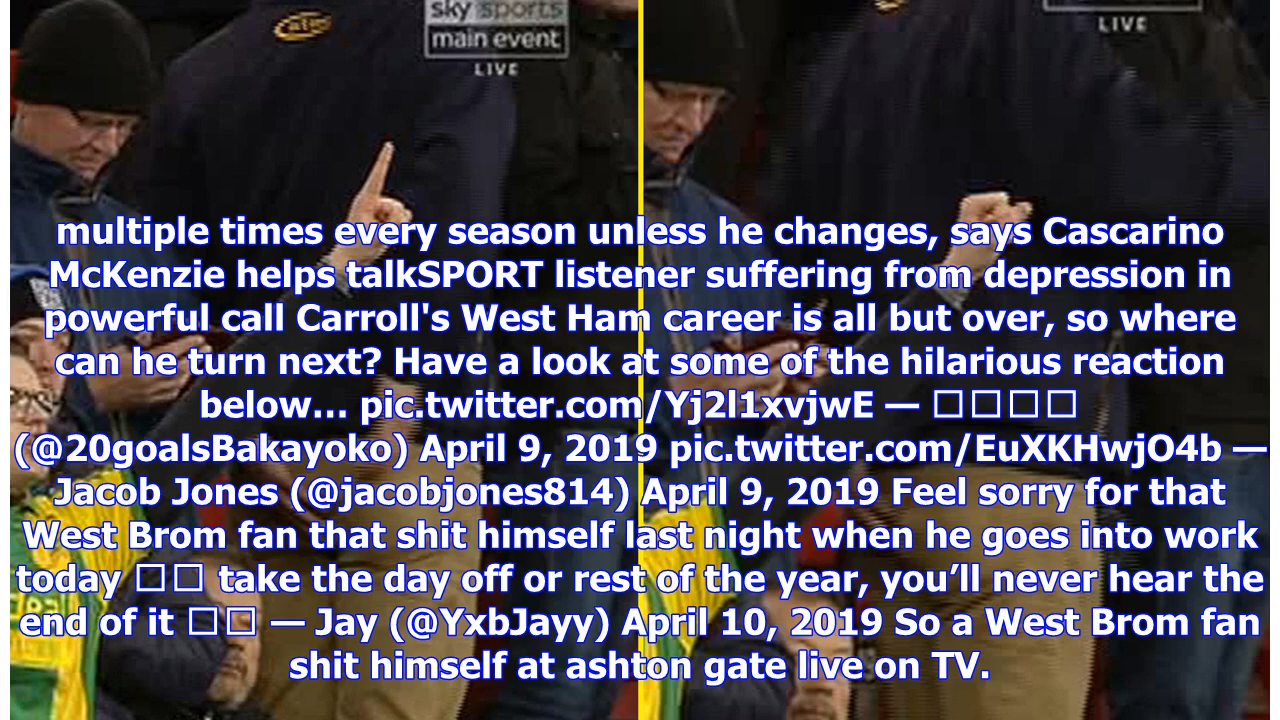 sky sports
main event
LIVE
LIVE
multiple times every season unless he changes, says Cascarino
McKenzie helps talkSPORT listener suffering from depression in
powerful call Carroll's West Ham career is all but over, so where
can he turn next? Have a look at some of the hilarious reaction
below… pic.twitter.com/Yj2l1xvjwE — □□□□
(@20goalsBakayoko) April 9, 2019 pic.twitter.com/EuXKHwjO4b —
Jacob Jones (@jacobjones814) April 9, 2019 Feel sorry for that
West Brom fan that shit himself last night when he goes into work
today □□ take the day off or rest of the year, you’ll never hear the
end of it □□ — Jay (@YxbJayy) April 10, 2019 So a West Brom fan
shit himself at ashton gate live on TV.